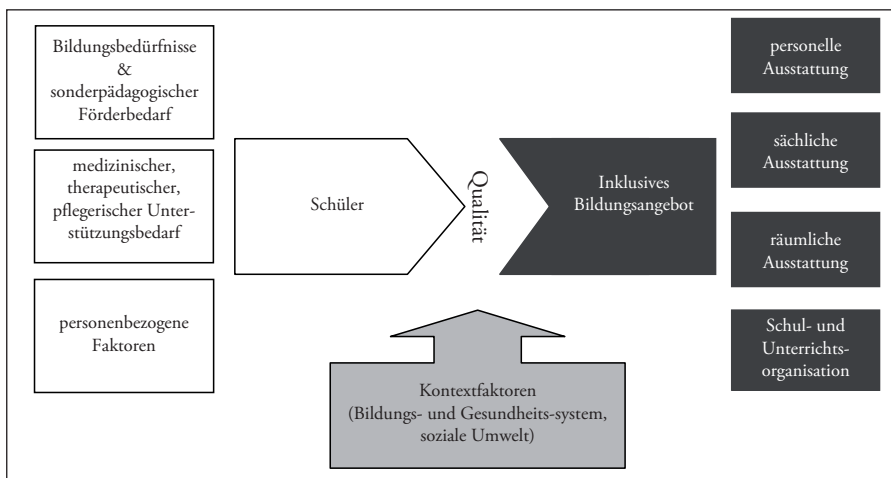 Bildungsbedürfnisse
&
sonderpädagogischer
Förderbedarf
medizinischer,
therapeutischer,
pflegerischer Unter-
stützungsbedarf
personenbezogene
Faktoren
Schüler
Qualität
Inklusives
Bildungsangebot
personelle
Ausstattung
sächliche
Ausstattung
räumliche
Ausstattung
Schul- und
Unterrichts-
organisation
Kontextfaktoren
(Bildungs- und Gesundheits-system,
soziale Umwelt)